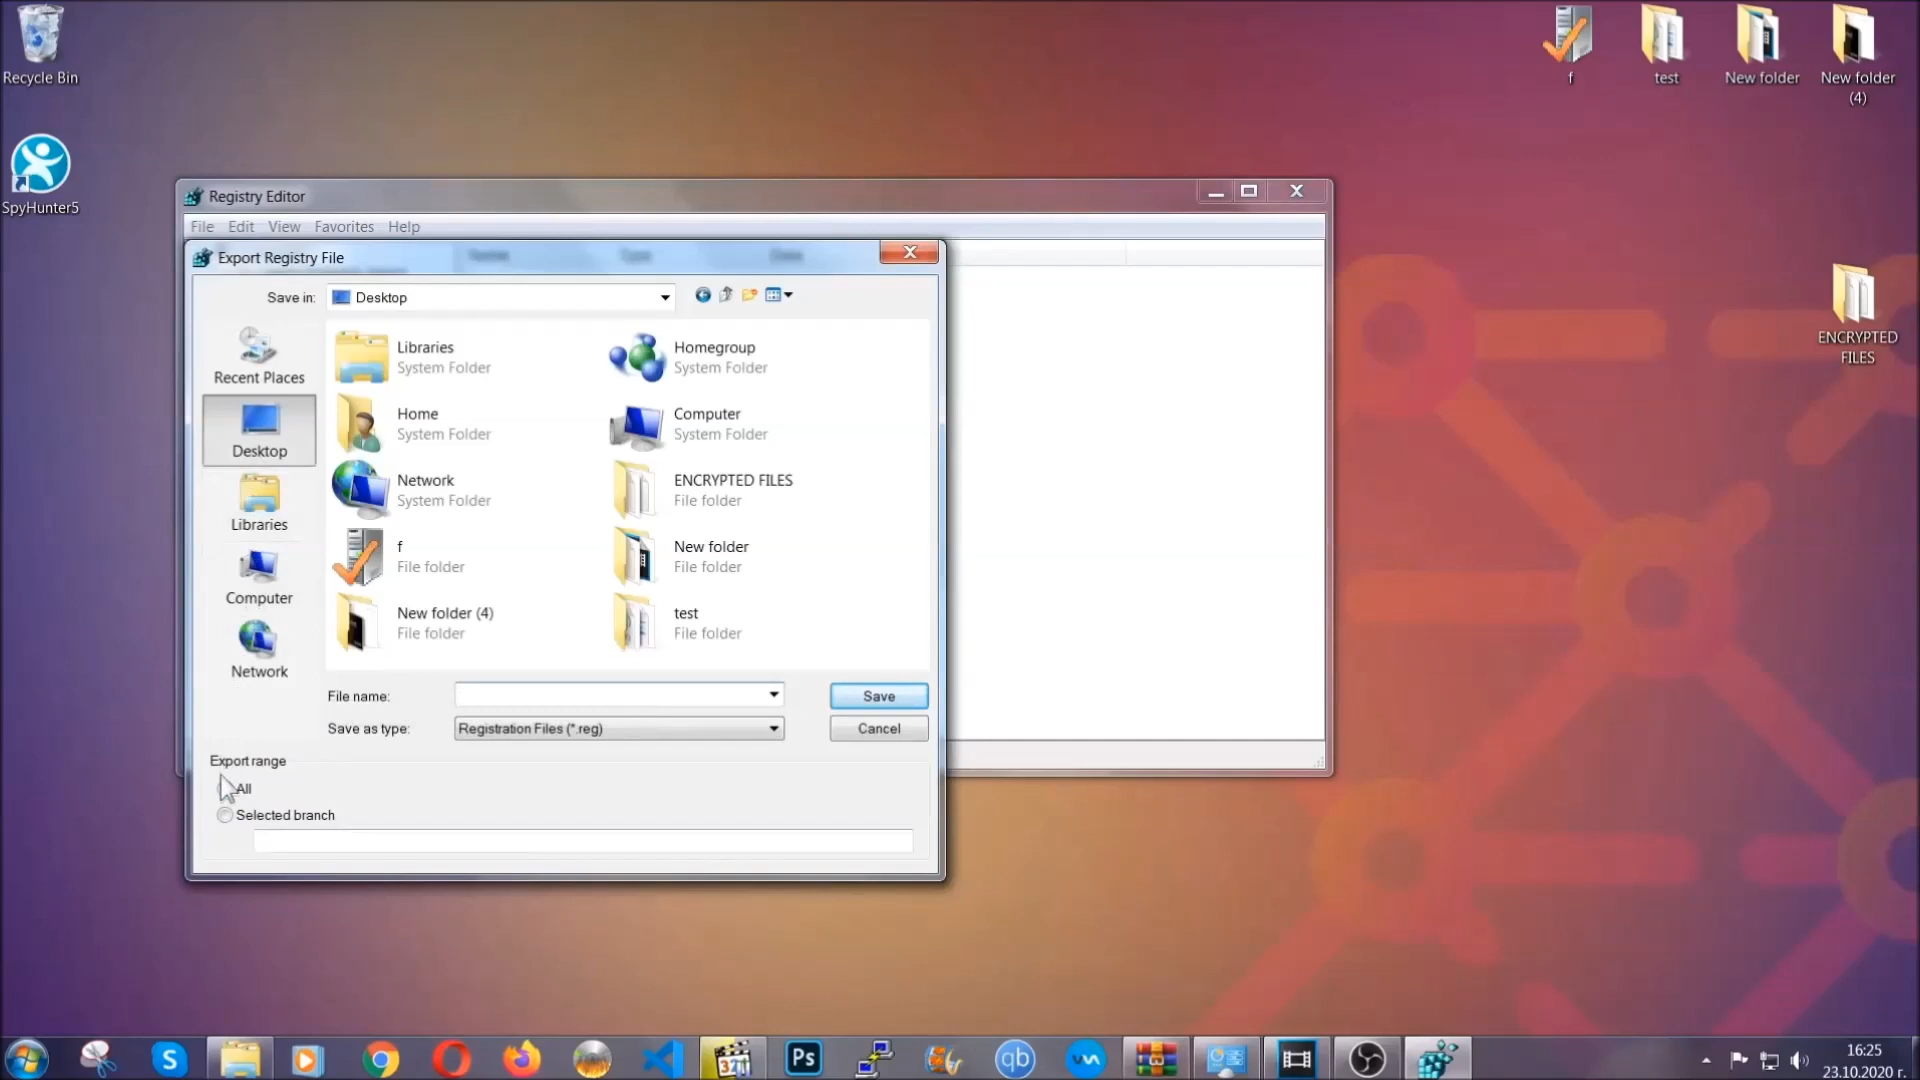 Recycle Bin
SpyHunter5
f
test
New folder
New folder
(4)
ENCRYPTED
FILES
Registry Editor
File Edit View Favorites Help
Export Registry File
Save in:
Desktop
Recent Places
Desktop
Libraries
Computer
Network
Libraries
System Folder
Homegroup
System Folder
Home
System Folder
Computer
System Folder
Network
System Folder
ENCRYPTED FILES
File folder
f
File folder
New folder
File folder
New folder (4)
File folder
test
File folder
File name:
Save
Save as type:
Registration Files (*.reg)
Cancel
Export range
All
Selected branch
S
321
Ps
qb
16:25
23.10.2020 г.